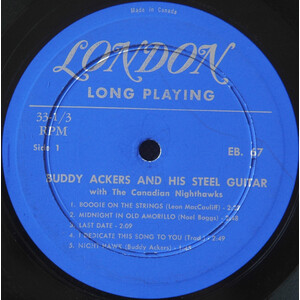 Made in Canada
LONDON
LONG PLAYING
33-1/3
RPM
Side 1
EB. 67
BUDDY ACKERS AND HIS STEEL GUITAR
with The Canadian Nighthawks
1. BOOGIE ON THE STRINGS (Leon MacCauliff) -
2. MIDNIGHT IN OLD AMORILLO (Noel Boggs) -
3. LAST DATE - 2:09
4. I DEDICATE THIS SONG TO YOU (Trad.) - 2:49
5. NIGHT HAWS (Buddy Ackers) -